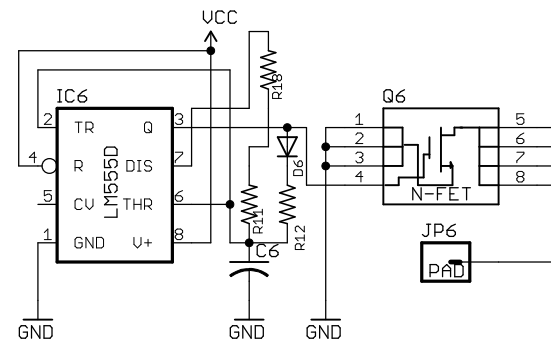 VCC
IC6
2 TR Q 3
4 R DIS 7
5 CV THR 6
1 GND V+ 8
LM555D
R18
D6
R11
R12
C6
Q6
1 5
2 6
3 7
4 8
N-FET
JP6
PAD
GND GND GND